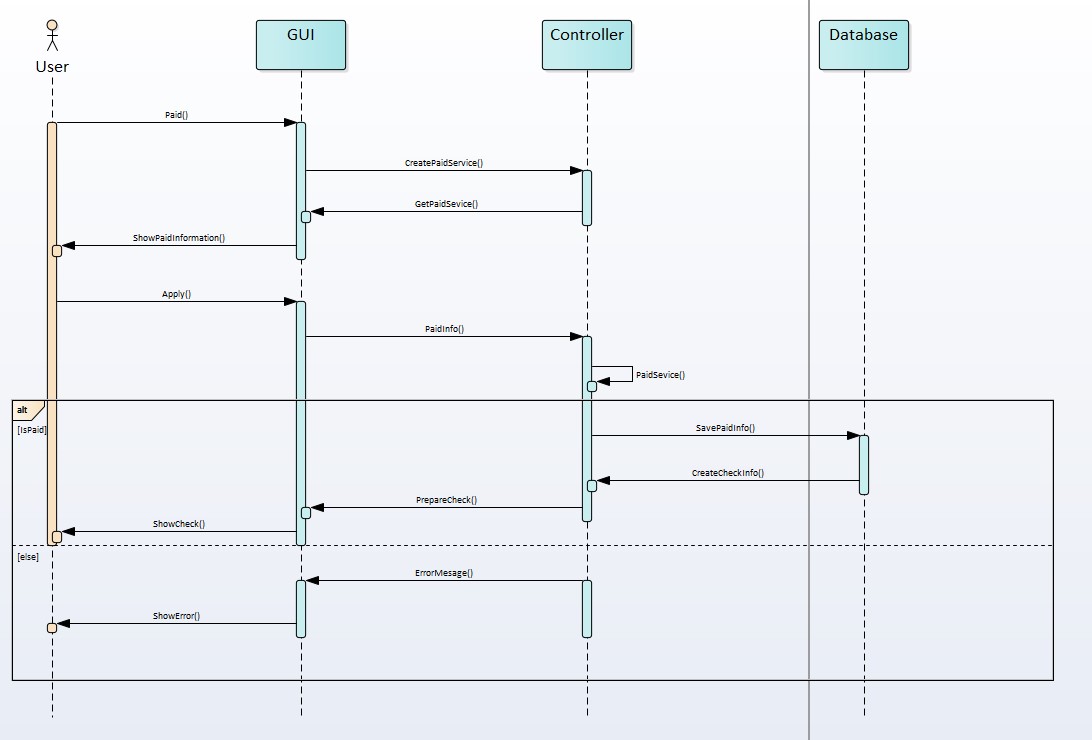 User
GUI
Controller
Database
Paid()
CreatePaidService()
GetPaidSevice()
ShowPaidInformation()
Apply()
PaidInfo()
PaidSevice()
alt
[IsPaid]
SavePaidInfo()
CreateCheckInfo()
PrepareCheck()
ShowCheck()
[else]
ErrorMesage()
ShowError()